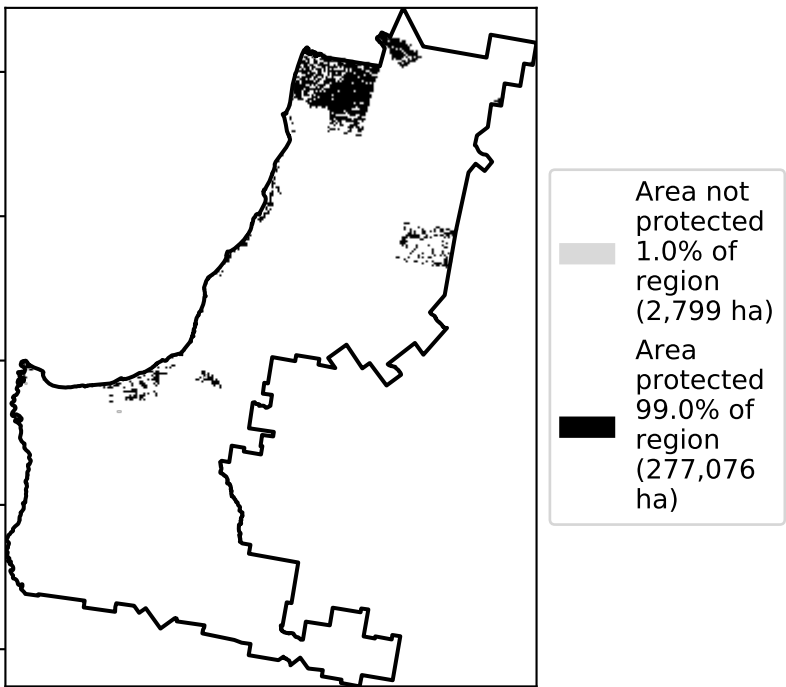 Area not
protected
1.0% of
region
(2,799 ha)
Area
protected
99.0% of
region
(277,076
ha)